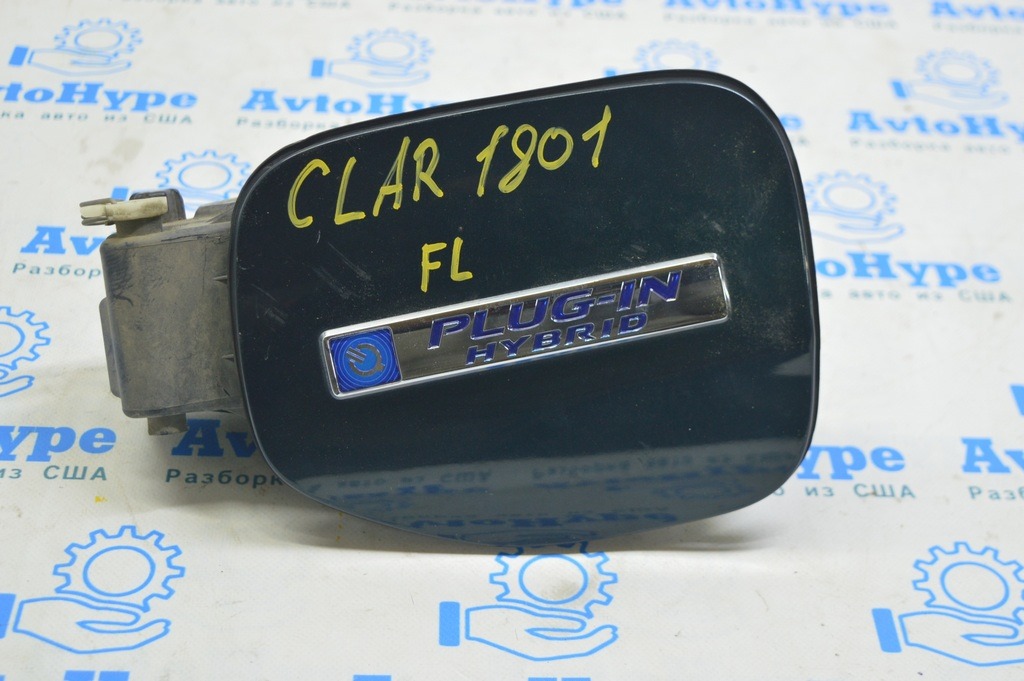 AvtoHype
Разборка авто из США
CLAR 1801
FL
PLUG-IN
HYBRID